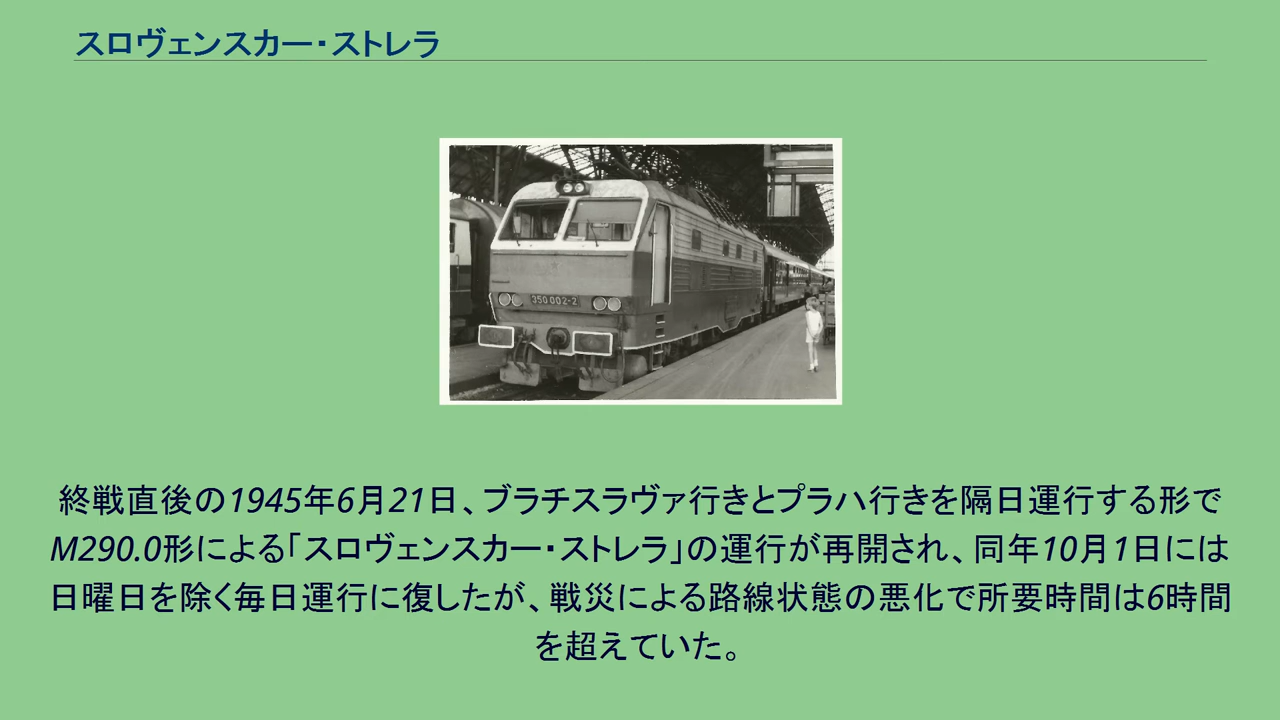 スロヴェンスカー・ストレラ
350 002-2
終戦直後の1945年6月21日、ブラチスラヴァ行きとプラハ行きを隔日運行する形で
M290.0形による「スロヴェンスカー・ストレラ」の運行が再開され、同年10月1日には
日曜日を除く毎日運行に復したが、戦災による路線状態の悪化で所要時間は6時間
を超えていた。